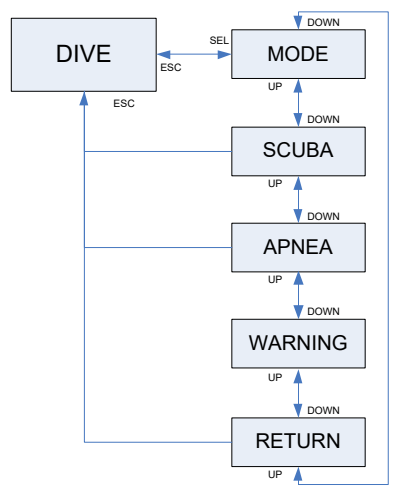 DOWN
DIVE
SEL
MODE
ESC
UP
ESC
DOWN
SCUBA
UP
DOWN
APNEA
UP
DOWN
WARNING
UP
DOWN
RETURN
UP